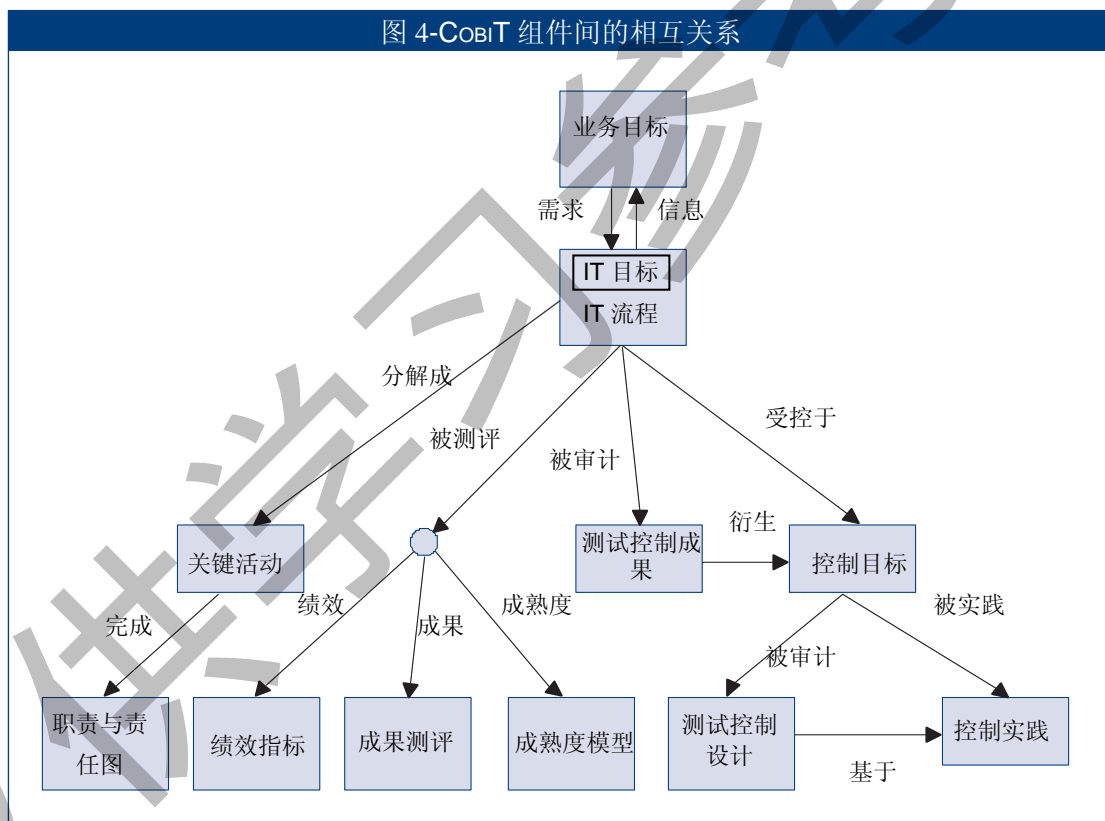 图 4-COBIT 组件间的相互关系
业务目标
需求
信息
IT 目标
IT 流程
分解成
被测评
被审计
受控于
关键活动
测试控制成
果
衍生
控制目标
完成
绩效
成果
成熟度
被审计
被实践
职责与责
任图
绩效指标
成果测评
成熟度模型
测试控制
设计
基于
控制实践
供学习参考